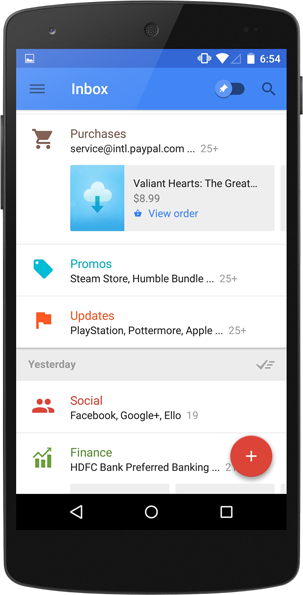 6:54
Inbox
Purchases
service@intl.paypal.com ... 25+
Valiant Hearts: The Great...
$8.99
View order
Promos
Steam Store, Humble Bundle ... 25+
Updates
PlayStation, Pottermore, Apple ... 25+
Yesterday
Social
Facebook, Google+, Ello 19
Finance
HDFC Bank Preferred Banking ...